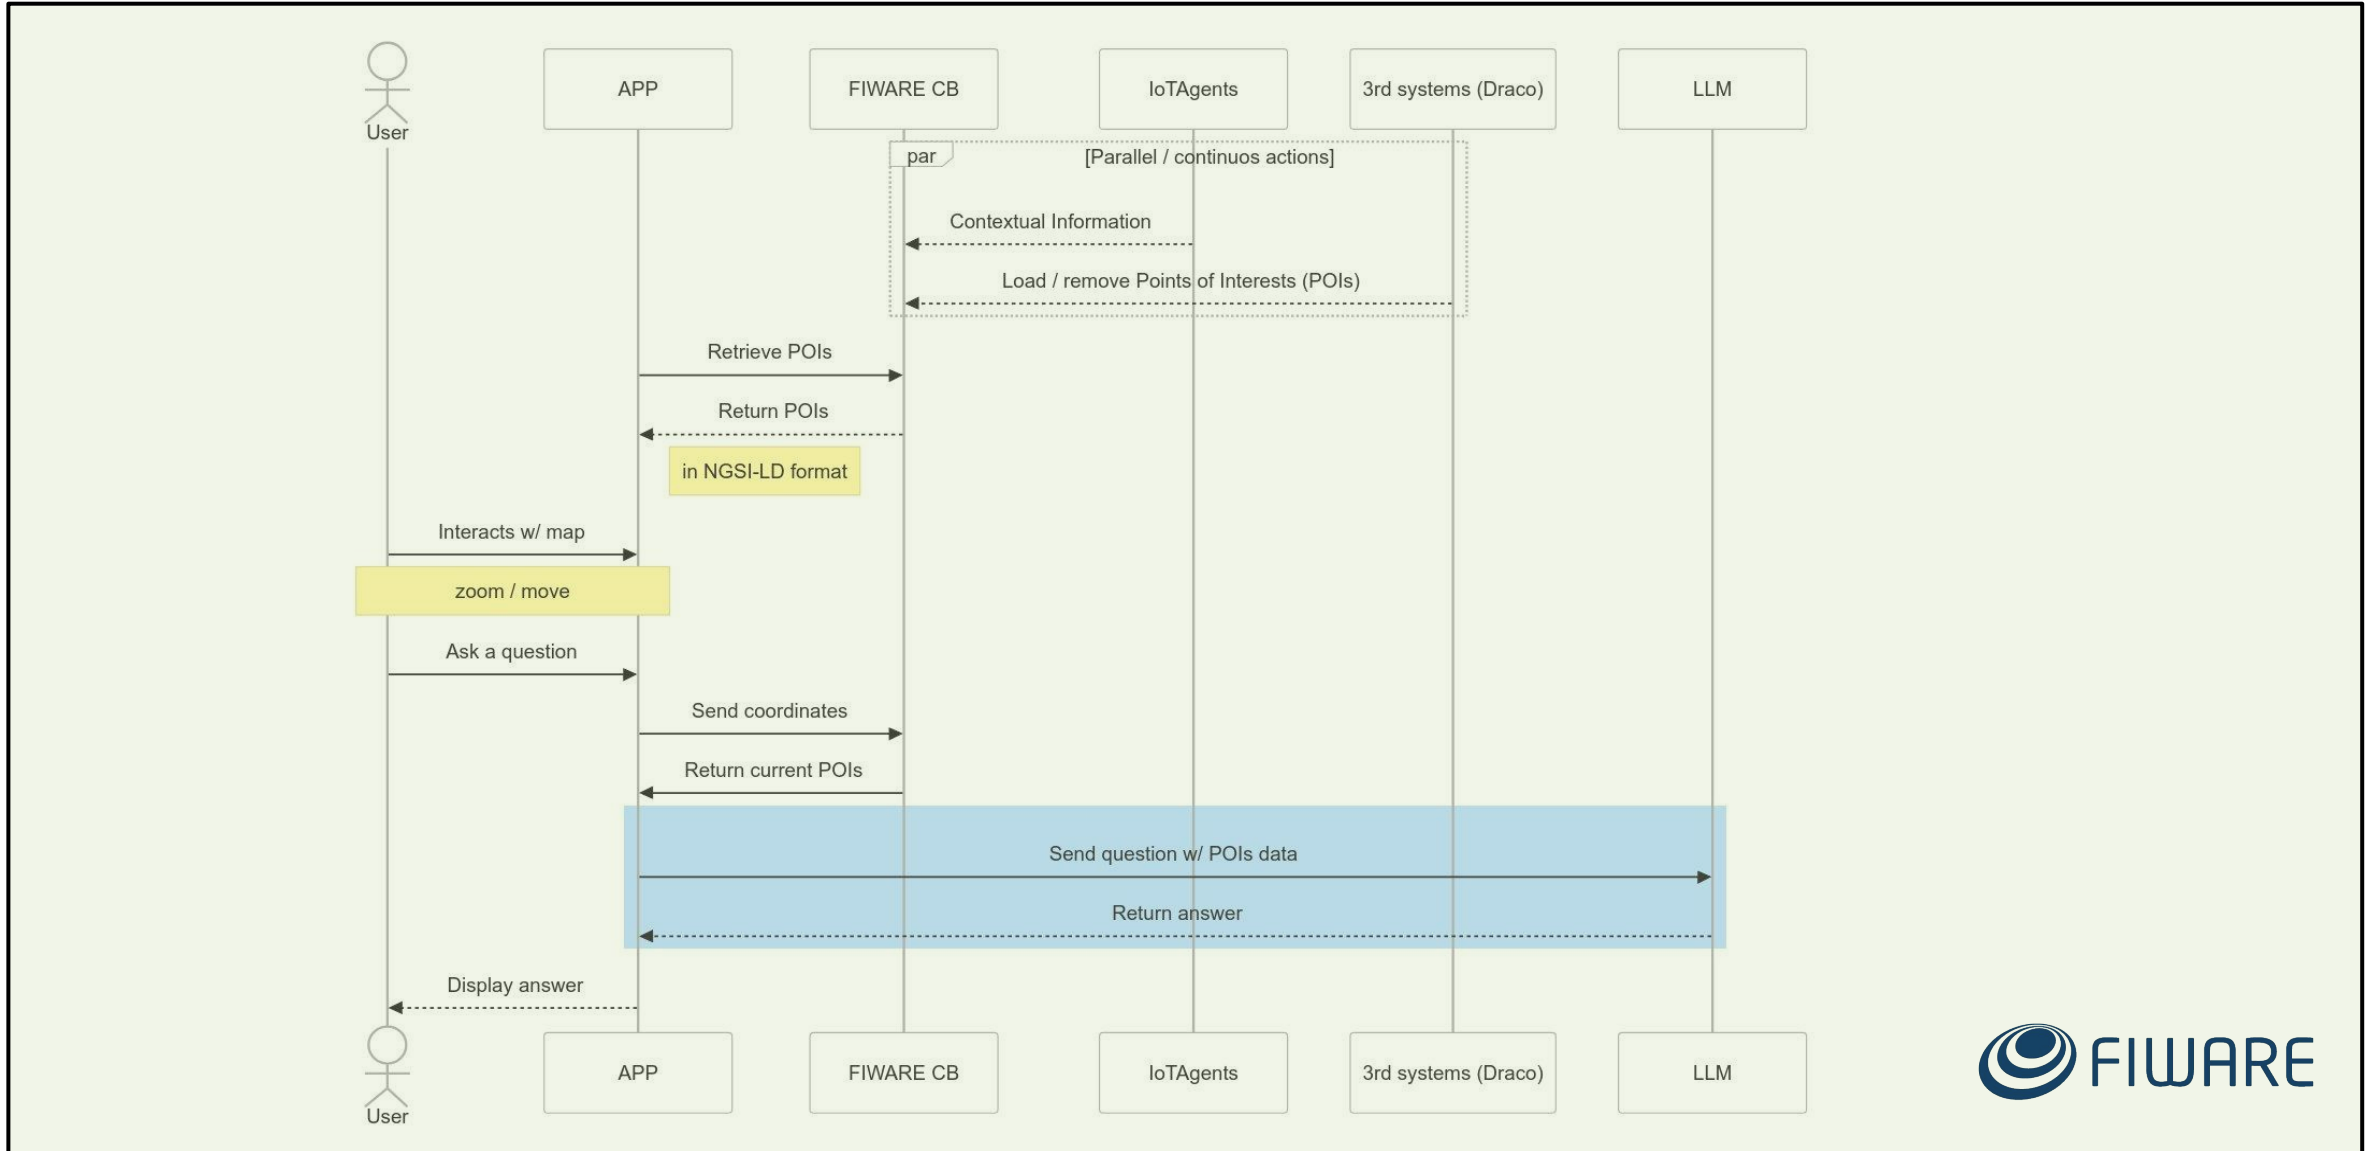 User
APP
FIWARE CB
IoTAgents
3rd systems (Draco)
LLM
par
[Parallel / continuos actions]
Contextual Information
Load / remove Points of Interests (POIs)
Retrieve POIs
Return POIs
in NGSI-LD format
Interacts w/ map
zoom / move
Ask a question
Send coordinates
Return current POIs
Send question w/ POIs data
Return answer
Display answer
User
APP
FIWARE CB
IoTAgents
3rd systems (Draco)
LLM
FIWARE